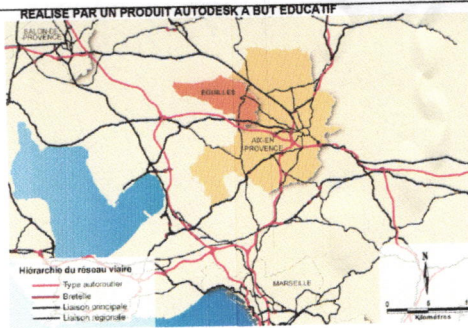 REALISE PAR UN PRODUIT AUTODESK A BUT EDUCATIF
SALON-DE-
PROVENCE
EGUILLES
AIX-EN
PROVENCE
MARSEILLE
Hiérarchie du réseau viaire
Type autoroutier
Bretelle
Liaison principale
Liaison regionale
N
Kilomètres